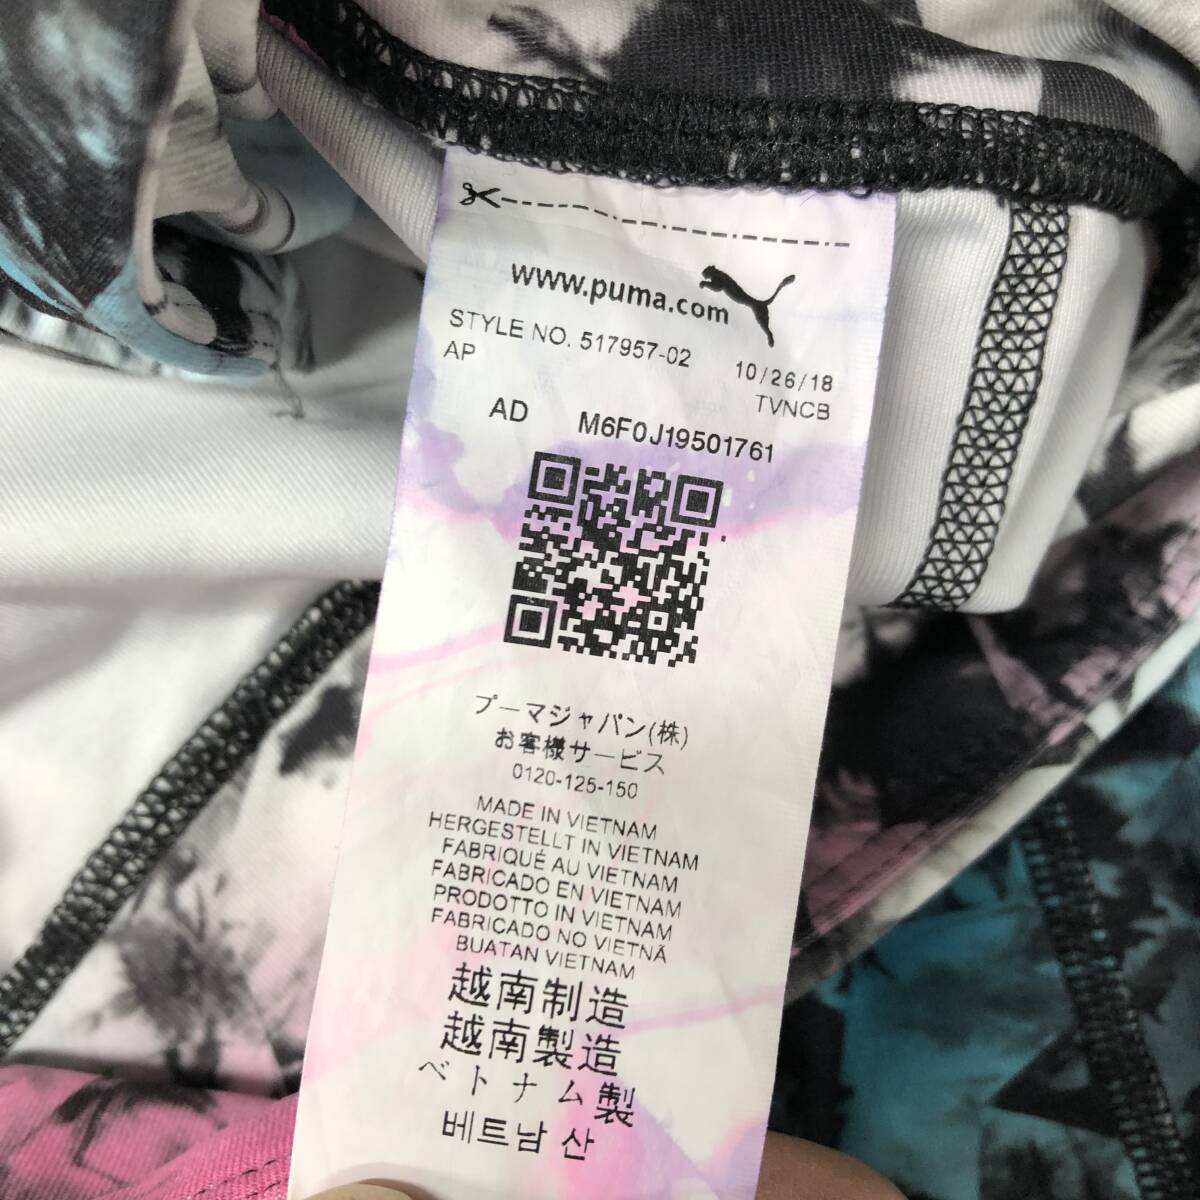 www.puma.com
STYLE NO. 517957-02 10/26/18
AP TVNCB
AD M6F0J19501761
プーマジャパン(株)
お客様サービス
0120-125-150
MADE IN VIETNAM
HERGESTELLT IN VIETNAM
FABRIQUÉ AU VIETNAM
FABRICADO EN VIETNAM
PRODOTTO IN VIETNAM
FABRICADO NO VIETNÃ
BUATAN VIETNAM
越南制造
越南製造
ベトナム製
베트남 산